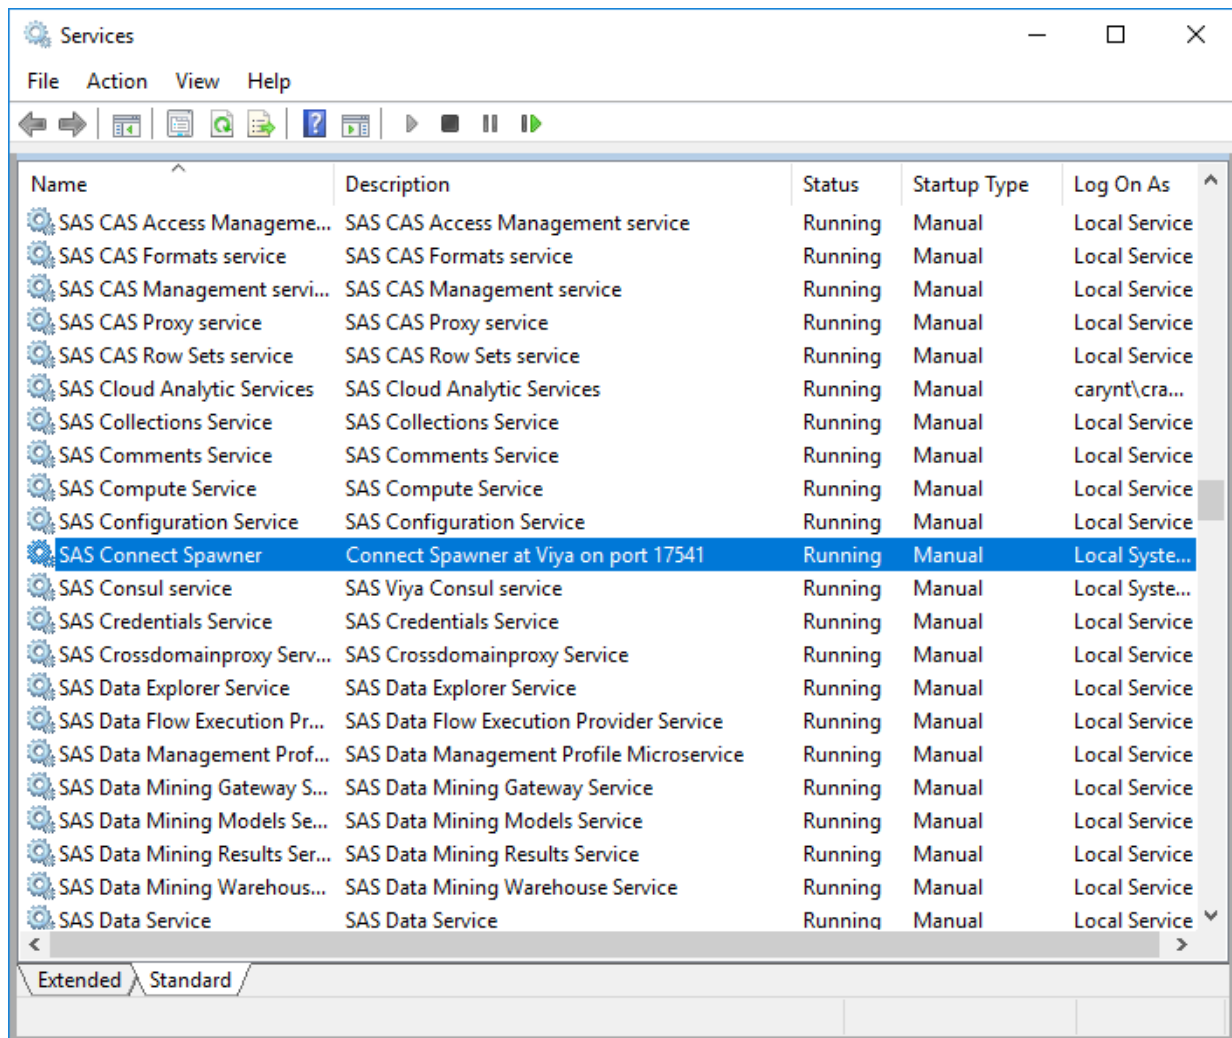 Services
File Action View Help
Name Description Status Startup Type Log On As
SAS CAS Access Manageme... SAS CAS Access Management service Running Manual Local Service
SAS CAS Formats service SAS CAS Formats service Running Manual Local Service
SAS CAS Management servi... SAS CAS Management service Running Manual Local Service
SAS CAS Proxy service SAS CAS Proxy service Running Manual Local Service
SAS CAS Row Sets service SAS CAS Row Sets service Running Manual Local Service
SAS Cloud Analytic Services SAS Cloud Analytic Services Running Manual carynt\cra...
SAS Collections Service SAS Collections Service Running Manual Local Service
SAS Comments Service SAS Comments Service Running Manual Local Service
SAS Compute Service SAS Compute Service Running Manual Local Service
SAS Configuration Service SAS Configuration Service Running Manual Local Service
SAS Connect Spawner Connect Spawner at Viya on port 17541 Running Manual Local Syste...
SAS Consul service SAS Viya Consul service Running Manual Local Syste...
SAS Credentials Service SAS Credentials Service Running Manual Local Service
SAS Crossdomainproxy Serv... SAS Crossdomainproxy Service Running Manual Local Service
SAS Data Explorer Service SAS Data Explorer Service Running Manual Local Service
SAS Data Flow Execution Pr... SAS Data Flow Execution Provider Service Running Manual Local Service
SAS Data Management Prof... SAS Data Management Profile Microservice Running Manual Local Service
SAS Data Mining Gateway S... SAS Data Mining Gateway Service Running Manual Local Service
SAS Data Mining Models Se... SAS Data Mining Models Service Running Manual Local Service
SAS Data Mining Results Ser... SAS Data Mining Results Service Running Manual Local Service
SAS Data Mining Warehous... SAS Data Mining Warehouse Service Running Manual Local Service
SAS Data Service SAS Data Service Running Manual Local Service
Extended Standard